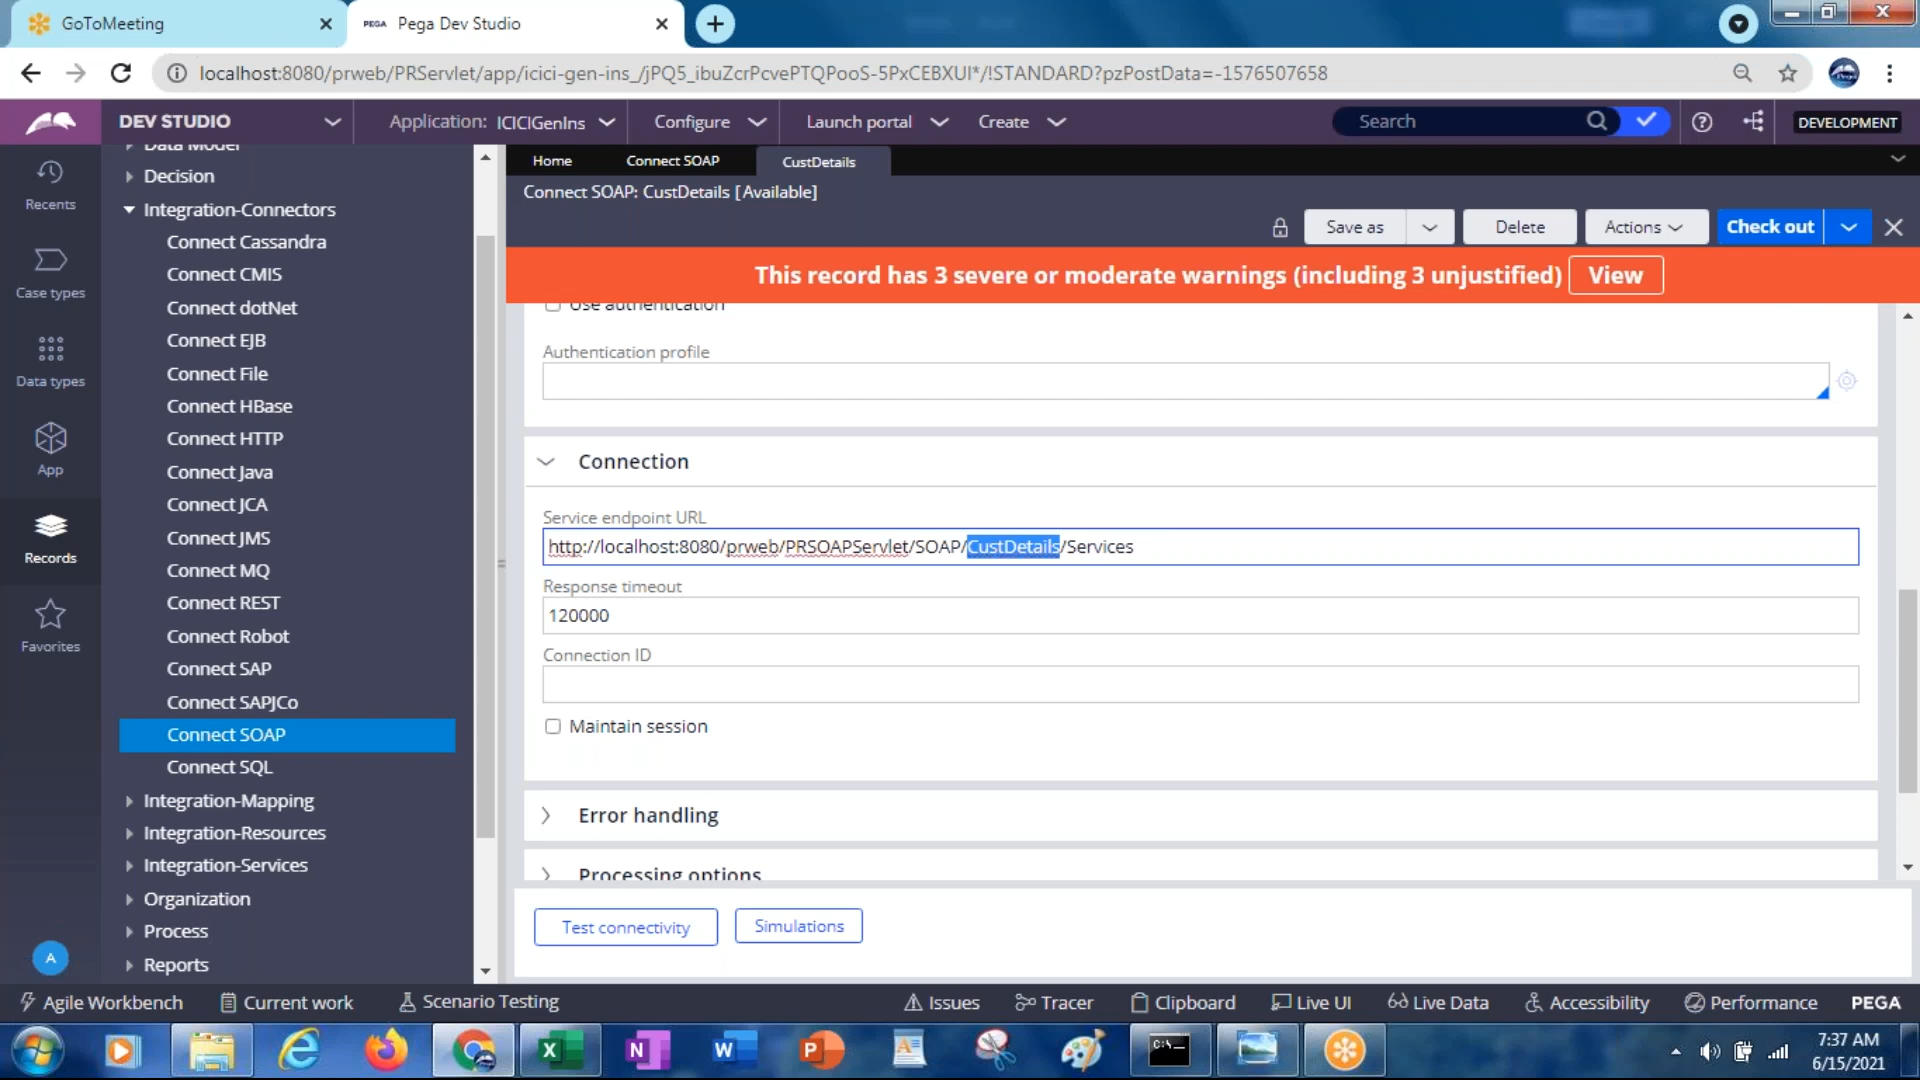 GoToMeeting
PEGA Pega Dev Studio
localhost:8080/prweb/PRServlet/app/icici-gen-ins_/jPQ5_ibuZcrPcvePTQPooS-5PxCEBXUI*/!STANDARD?pzPostData=-1576507658
DEV STUDIO
Application: ICICIGenIns
Configure
Launch portal
Create
Search
DEVELOPMENT
Recents
Case types
Data types
App
Records
Favorites
A
Data Model
Decision
Integration-Connectors
Connect Cassandra
Connect CMIS
Connect dotNet
Connect EJB
Connect File
Connect HBase
Connect HTTP
Connect Java
Connect JCA
Connect JMS
Connect MQ
Connect REST
Connect Robot
Connect SAP
Connect SAPJCo
Connect SOAP
Connect SQL
Integration-Mapping
Integration-Resources
Integration-Services
Organization
Process
Reports
Home
Connect SOAP
CustDetails
Connect SOAP: CustDetails [Available]
Save as
Delete
Actions
Check out
This record has 3 severe or moderate warnings (including 3 unjustified)
View
Use authentication
Authentication profile
Connection
Service endpoint URL
http://localhost:8080/prweb/PRSOAPServlet/SOAP/CustDetails/Services
Response timeout
120000
Connection ID
Maintain session
Error handling
Processing options
Test connectivity
Simulations
Agile Workbench
Current work
Scenario Testing
Issues
Tracer
Clipboard
Live UI
Live Data
Accessibility
Performance
PEGA
7:37 AM
6/15/2021